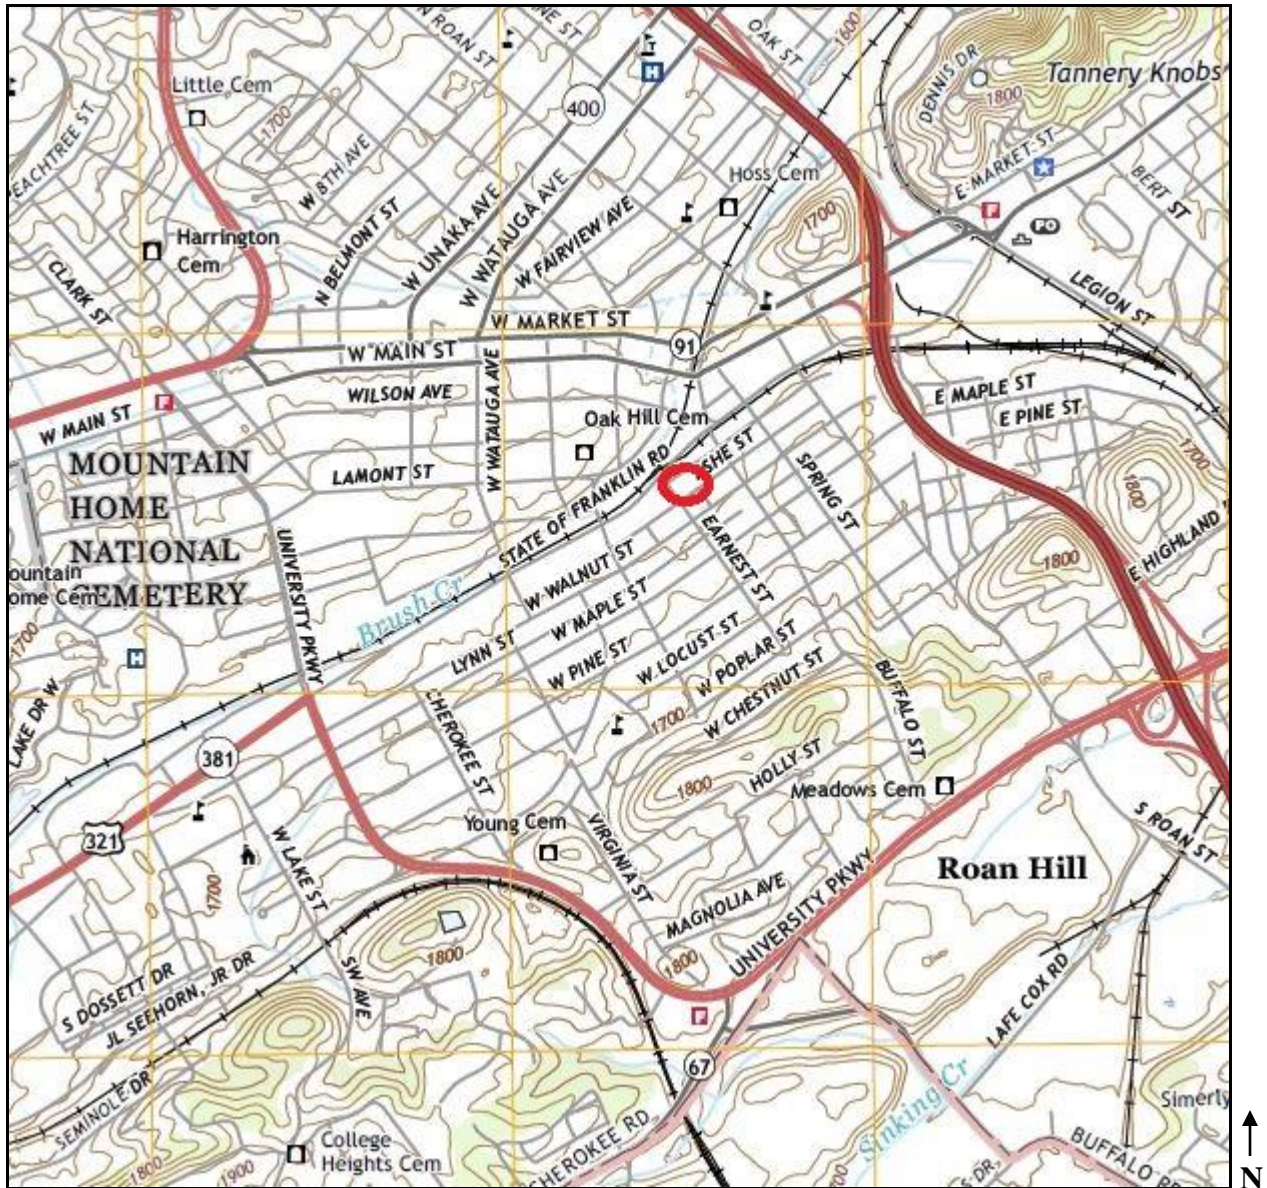 N ROAN ST
NE ST
OAK ST
1600
DENNIS DR
Tannery Knobs
1800
Little Cem
400
H
T
1700
PEACHTREE ST
W 8TH AVE
Hoss Cem
E MARKET ST
BERT ST
F
PO
1700
Harrington
Cem
N BELMONT ST
W UNAKA AVE
W WATAUGA AVE
W FAIRVIEW AVE
CLARK ST
LEGION ST
W MARKET ST
91
W MAIN ST
WILSON AVE
W WATAUGA AVE
E MAPLE ST
E PINE ST
F
W MAIN ST
Oak Hill Cem
SHE ST
SPRING ST
1700
1800
MOUNTAIN
HOME
NATIONAL
CEMETERY
LAMONT ST
STATE OF FRANKLIN RD
EARNEST ST
E HIGHLAND
1800
ountain
ome Cem
UNIVERSITY PKWY
Brush Cr
W WALNUT ST
W MAPLE ST
LYNN ST
W PINE ST
W LOCUST ST
W POPLAR ST
W CHESTNUT ST
1700
H
LAKE DR W
CHEROKEE ST
1700
BUFFALO ST
381
1800
HOLLY ST
Meadows Cem
321
Young Cem
VIRGINIA ST
S ROAN ST
W LAKE ST
1700
Roan Hill
MAGNOLIA AVE
UNIVERSITY PKWY
1800
1800
SW AVE
S DOSSETT DR
JL SEEHORN, JR DR
LAFE COX RD
F
67
SEMINOLE DR
Sinking Cr
Simerly
College
Heights Cem
1800
1900
CHEROKEE RD
S DR
BUFFALO RD
N